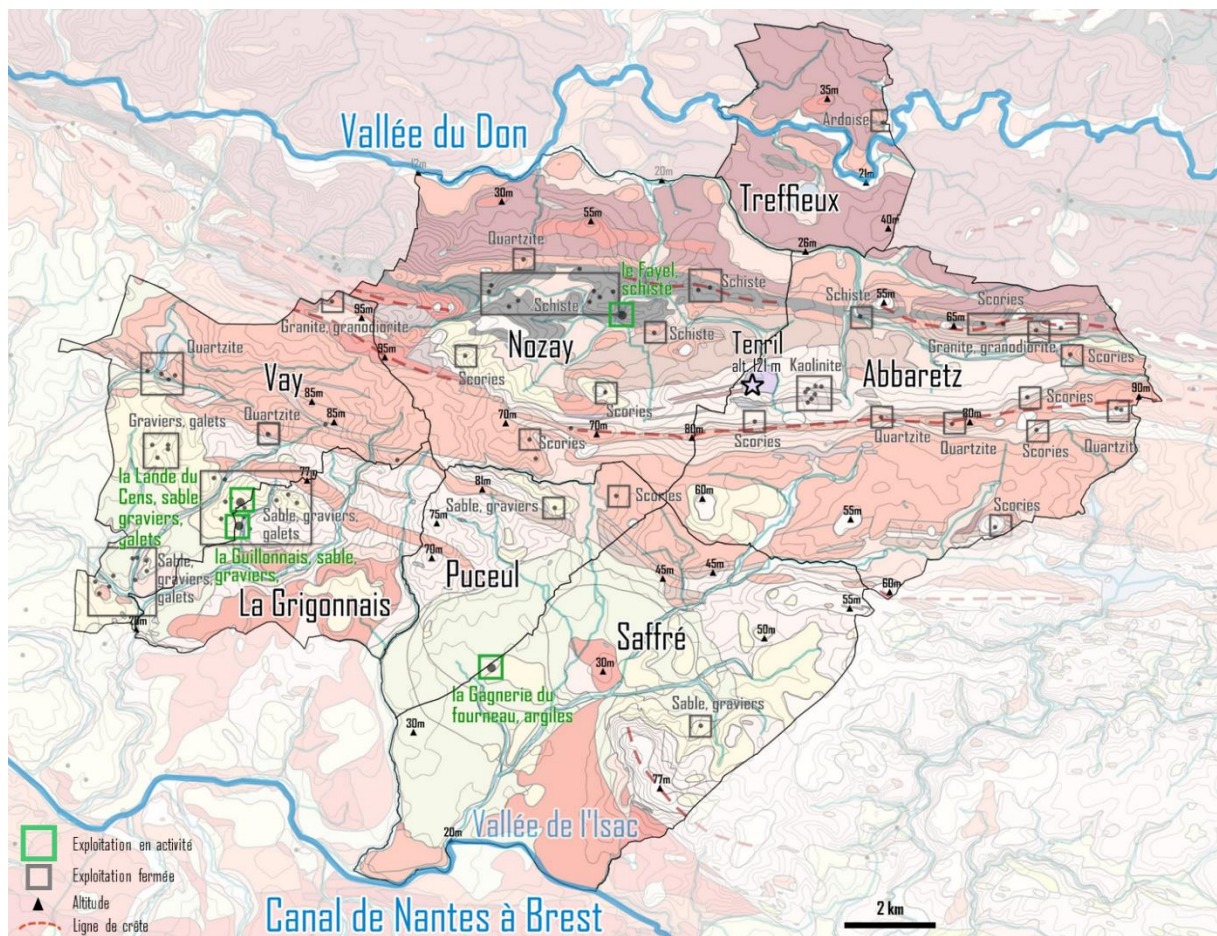 35m
Ardoise
Vallée du Don
12m
20m
21m
Treffieux
30m
55m
40m
26m
Quartzite
le Fayel,
schiste
Schiste
Schiste
Schiste
55m
Scories
95m
65m
Granite, granodiorite
Schiste
Granite, granodiorite
Nozay
85m
Terril
alt. 121 m
Kaolinite
Abbaretz
Scories
Quartzite
Vay
Scories
Scories
Scories
90m
85m
85m
70m
70m
80m
80m
Graviers, galets
Quartzite
Scories
Scories
Quartzite
Quartzite
Scories
Quartzit
la Lande du
Cens, sable,
graviers,
galets
77m
81m
Sable, graviers
Scories
60m
Scories
Sable, graviers,
galets
75m
55m
la Guillonnais, sable,
graviers,
Sable,
graviers,
galets
70m
Puceul
45m
45m
60m
La Grigonnais
55m
Saffré
50m
30m
la Gagnerie du
fourneau, argiles
Sable, graviers
30m
77m
20m
Vallée de l'Isac
Canal de Nantes à Brest
Exploitation en activité
Exploitation fermée
Altitude
Ligne de crête
2 km